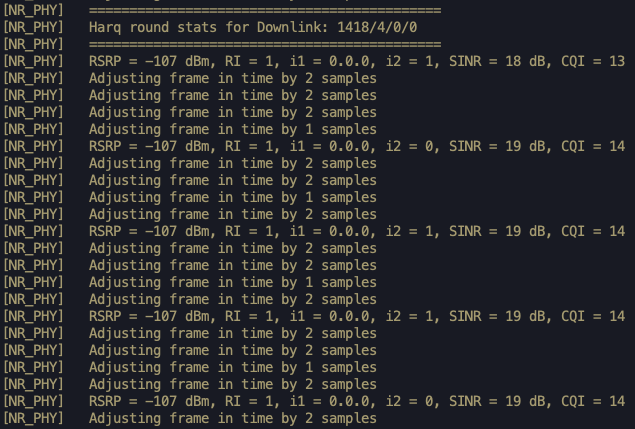 [NR_PHY] ============================================
[NR_PHY] Harq round stats for Downlink: 1418/4/0/0
[NR_PHY] ============================================
[NR_PHY] RSRP = -107 dBm, RI = 1, i1 = 0.0.0, i2 = 1, SINR = 18 dB, CQI = 13
[NR_PHY] Adjusting frame in time by 2 samples
[NR_PHY] Adjusting frame in time by 2 samples
[NR_PHY] Adjusting frame in time by 2 samples
[NR_PHY] Adjusting frame in time by 1 samples
[NR_PHY] RSRP = -107 dBm, RI = 1, i1 = 0.0.0, i2 = 0, SINR = 19 dB, CQI = 14
[NR_PHY] Adjusting frame in time by 2 samples
[NR_PHY] Adjusting frame in time by 2 samples
[NR_PHY] Adjusting frame in time by 1 samples
[NR_PHY] Adjusting frame in time by 2 samples
[NR_PHY] RSRP = -107 dBm, RI = 1, i1 = 0.0.0, i2 = 1, SINR = 19 dB, CQI = 14
[NR_PHY] Adjusting frame in time by 2 samples
[NR_PHY] Adjusting frame in time by 2 samples
[NR_PHY] Adjusting frame in time by 1 samples
[NR_PHY] Adjusting frame in time by 2 samples
[NR_PHY] RSRP = -107 dBm, RI = 1, i1 = 0.0.0, i2 = 1, SINR = 19 dB, CQI = 14
[NR_PHY] Adjusting frame in time by 2 samples
[NR_PHY] Adjusting frame in time by 2 samples
[NR_PHY] Adjusting frame in time by 1 samples
[NR_PHY] Adjusting frame in time by 2 samples
[NR_PHY] RSRP = -107 dBm, RI = 1, i1 = 0.0.0, i2 = 0, SINR = 19 dB, CQI = 14
[NR_PHY] Adjusting frame in time by 2 samples